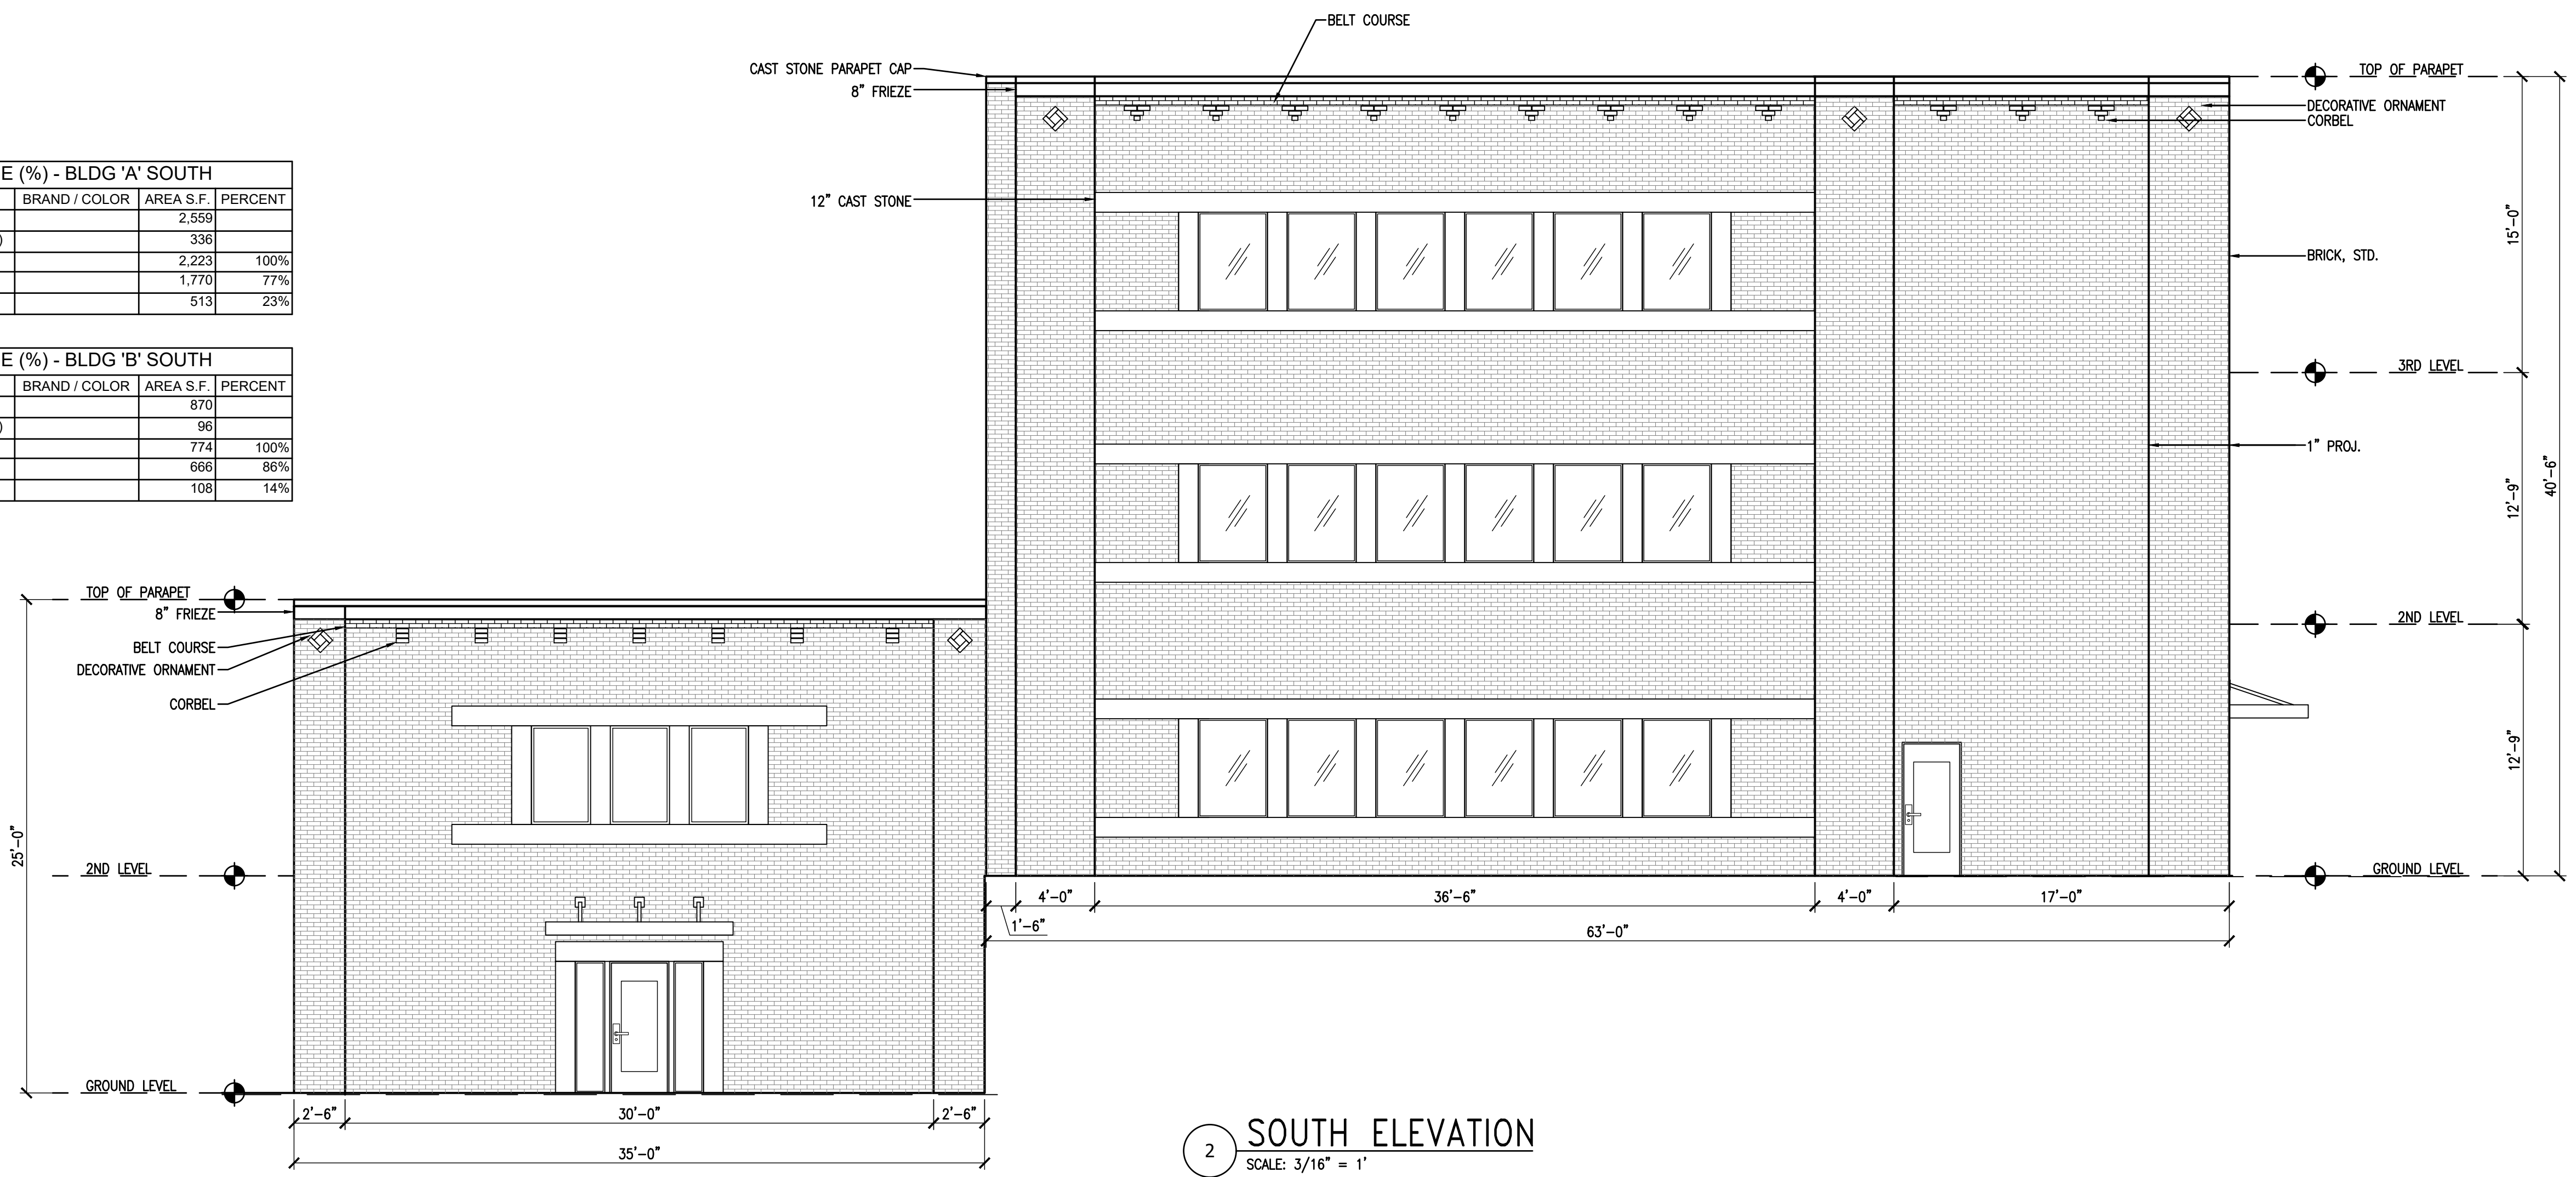 BELT COURSE
CAST STONE PARAPET CAP
8" FRIEZE
12" CAST STONE
TOP OF PARAPET
DECORATIVE ORNAMENT
CORBEL
15'-0"
BRICK, STD.
3RD LEVEL
1" PROJ.
12'-9"
40'-6"
2ND LEVEL
12'-9"
GROUND LEVEL
E (%) - BLDG 'A' SOUTH
BRAND / COLOR AREA S.F. PERCENT
2,559
) 336
2,223 100%
1,770 77%
513 23%
E (%) - BLDG 'B' SOUTH
BRAND / COLOR AREA S.F. PERCENT
870
) 96
774 100%
666 86%
108 14%
TOP OF PARAPET
8" FRIEZE
BELT COURSE
DECORATIVE ORNAMENT
CORBEL
25'-0"
2ND LEVEL
GROUND LEVEL
4'-0" 36'-6" 4'-0" 17'-0"
1'-6"
63'-0"
2'-6" 30'-0" 2'-6"
35'-0"
2 SOUTH ELEVATION
SCALE: 3/16" = 1'